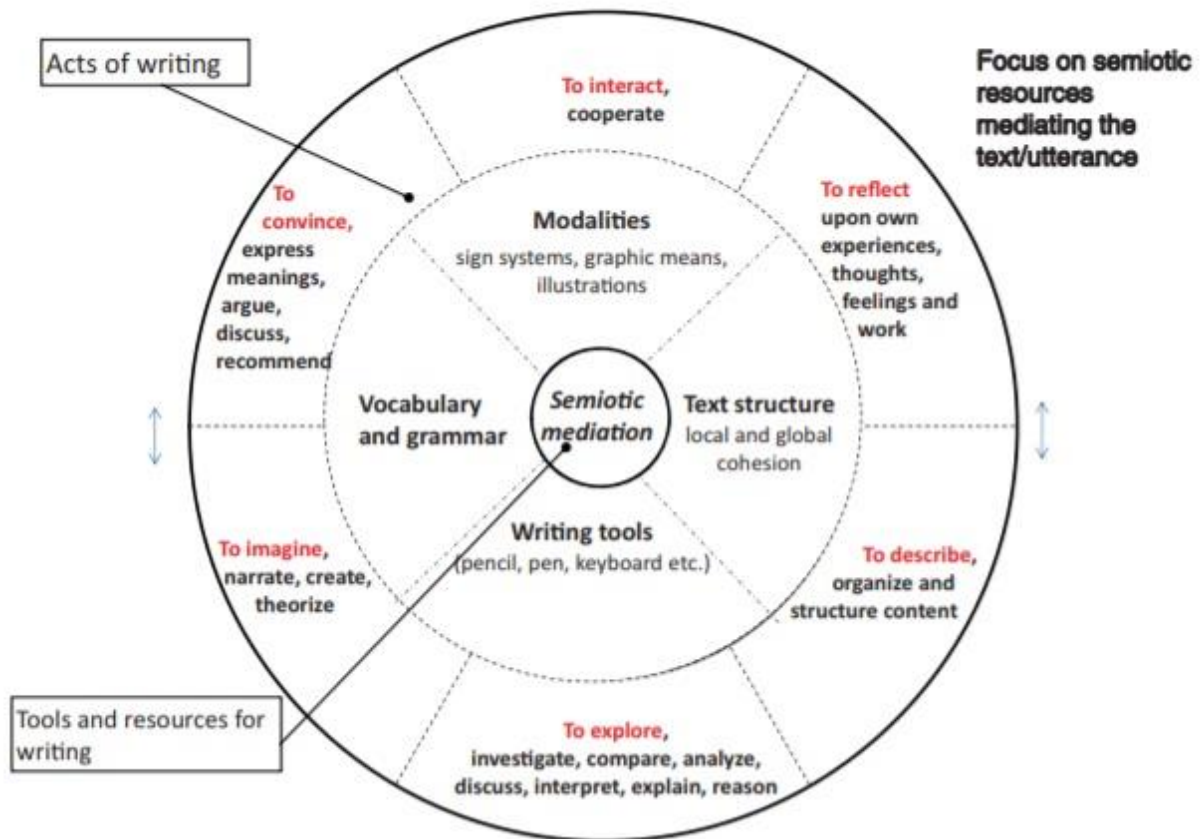 Acts of writing
Focus on semiotic
resources
mediating the
text/utterance
To interact,
cooperate
To
convince,
express
meanings,
argue,
discuss,
recommend
To reflect
upon own
experiences,
thoughts,
feelings and
work
Modalities
sign systems, graphic means,
illustrations
Vocabulary
and grammar
Semiotic
mediation
Text structure
local and global
cohesion
Writing tools
(pencil, pen, keyboard etc.)
To imagine,
narrate, create,
theorize
To describe,
organize and
structure content
Tools and resources for
writing
To explore,
investigate, compare, analyze,
discuss, interpret, explain, reason